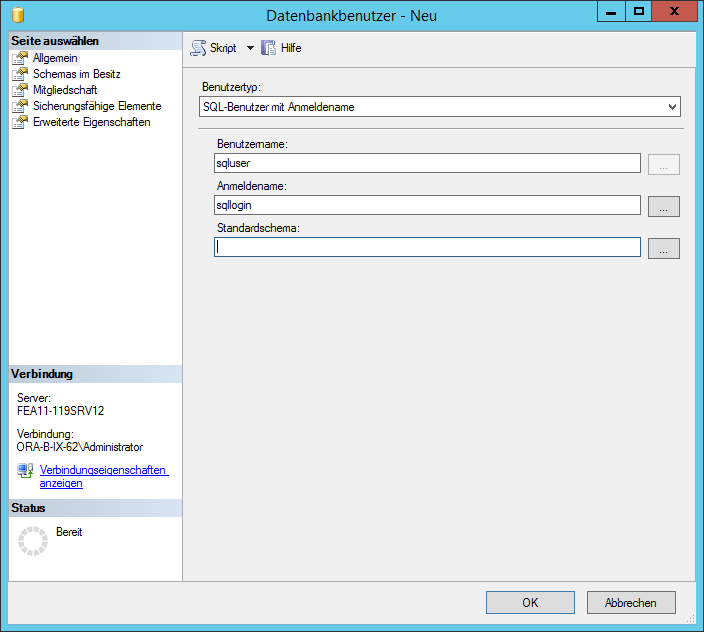 Datenbankbenutzer - Neu
Seite auswählen
Allgemein
Schemas im Besitz
Mitgliedschaft
Sicherungsfähige Elemente
Erweiterte Eigenschaften
Skript
Hilfe
Benutzertyp:
SQL-Benutzer mit Anmeldename
Benutzername:
sqluser
...
Anmeldename:
sqllogin
...
Standardschema:
...
Verbindung
Server:
FEA11-119SRV12
Verbindung:
ORA-B-IX-62\Administrator
Verbindungseigenschaften
anzeigen
Status
Bereit
OK
Abbrechen